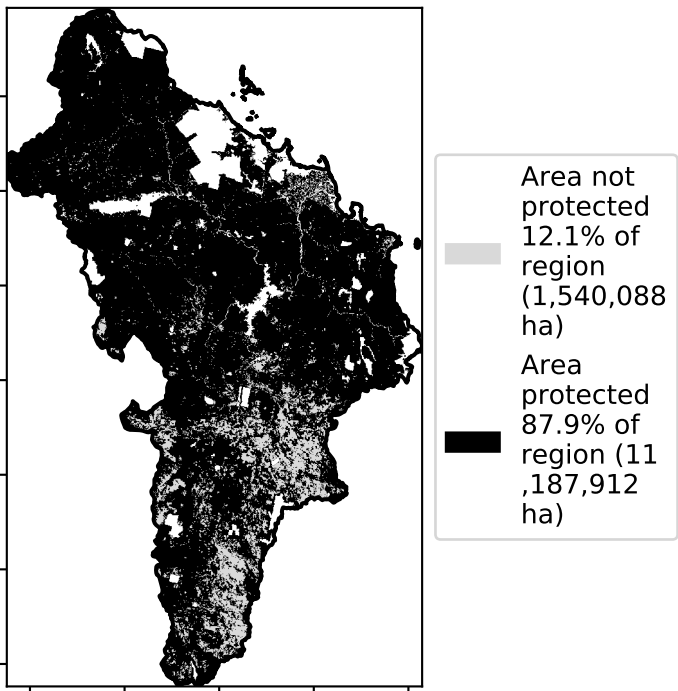 Area not
protected
12.1% of
region
(1,540,088
ha)
Area
protected
87.9% of
region (11
,187,912
ha)